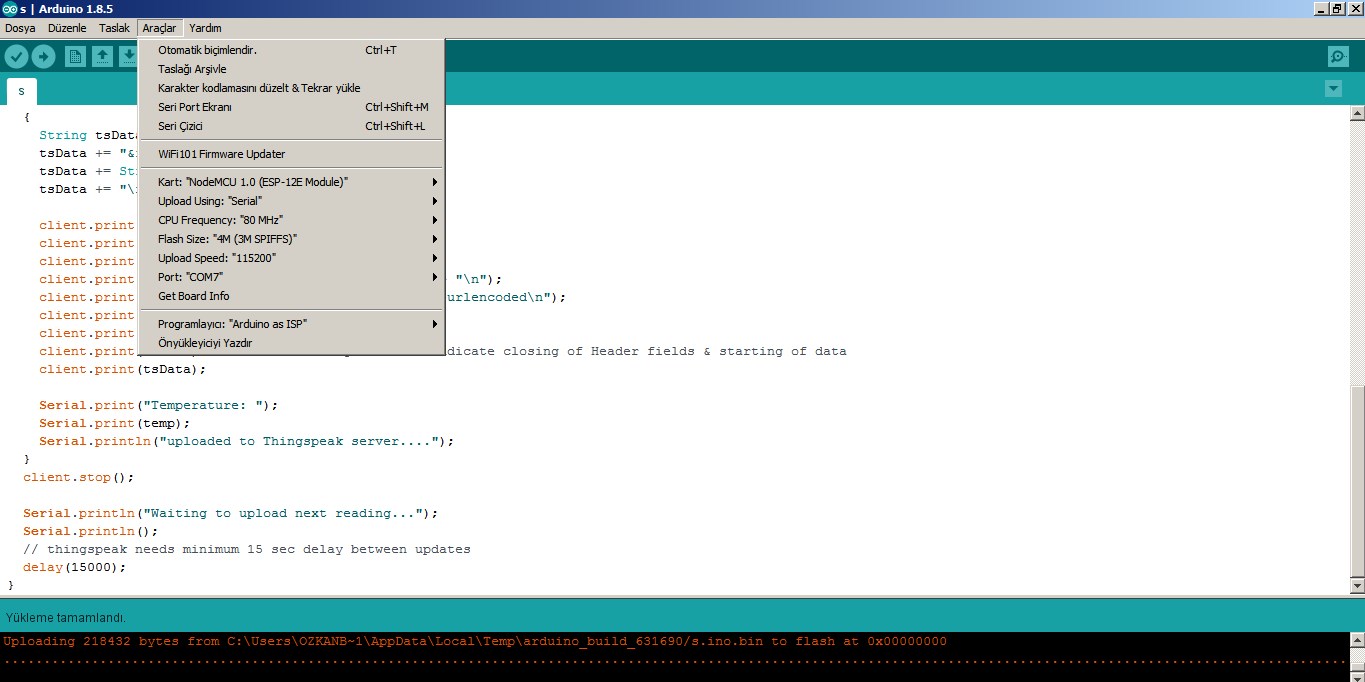 s | Arduino 1.8.5
Dosya Düzenle Taslak Araçlar Yardım
Otomatik biçimlendir. Ctrl+T
Taslağı Arşivle
Karakter kodlamasını düzelt & Tekrar yükle
Seri Port Ekranı Ctrl+Shift+M
Seri Çizici Ctrl+Shift+L
WiFi101 Firmware Updater
Kart: "NodeMCU 1.0 (ESP-12E Module)"
Upload Using: "Serial"
CPU Frequency: "80 MHz"
Flash Size: "4M (3M SPIFFS)"
Upload Speed: "115200"
Port: "COM7"
Get Board Info
Programlayıcı: "Arduino as ISP"
Önyükleyiciyi Yazdır
s
{
String tsData
tsData += "&
tsData += St
tsData += "\
client.print
client.print
client.print
client.print "\n");
client.print urlencoded\n");
client.print
client.print
client.print dicate closing of Header fields & starting of data
client.print(tsData);
Serial.print("Temperature: ");
Serial.print(temp);
Serial.println("uploaded to Thingspeak server....");
}
client.stop();
Serial.println("Waiting to upload next reading...");
Serial.println();
// thingspeak needs minimum 15 sec delay between updates
delay(15000);
}
Yükleme tamamlandı.
Uploading 218432 bytes from C:\Users\OZKANB~1\AppData\Local\Temp\arduino_build_631690/s.ino.bin to flash at 0x00000000